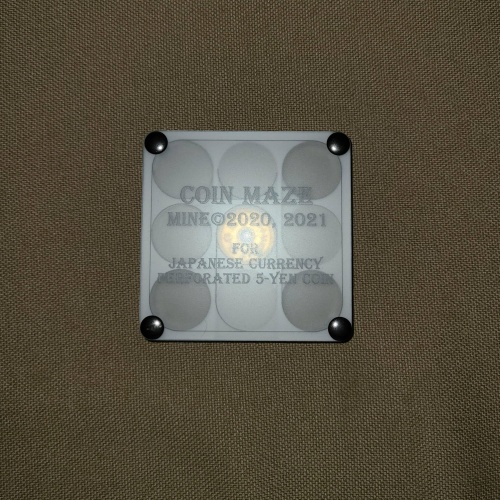 COIN MAZE
MINE©2020, 2021
FOR
JAPANESE CURRENCY
PERFORATED 5-YEN COIN